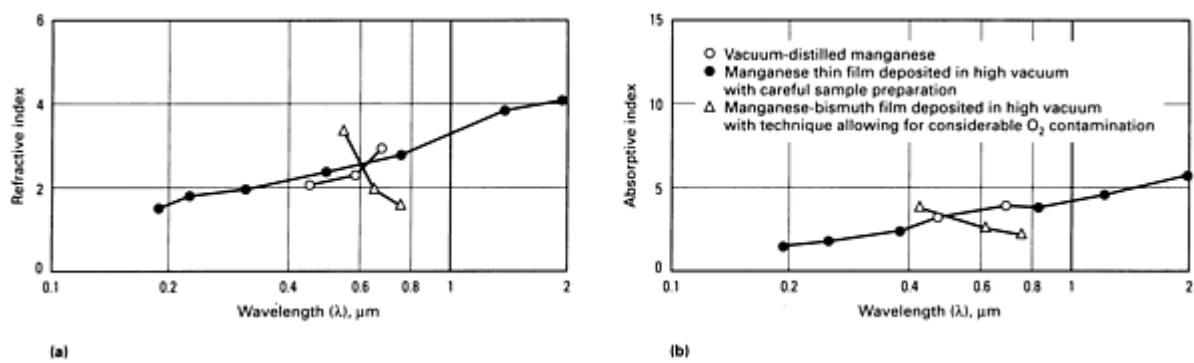 (a)
6
4
2
0
Refractive index
0.1
0.2
0.4
0.6
0.8
1
2
Wavelength (λ), μm
(b)
15
10
5
0
Absorptive index
Vacuum-distilled manganese
Manganese thin film deposited in high vacuum
with careful sample preparation
Manganese-bismuth film deposited in high vacuum
with technique allowing for considerable O₂ contamination
0.1
0.2
0.4
0.6
0.8
1
2
Wavelength (λ), μm
(a)
(b)